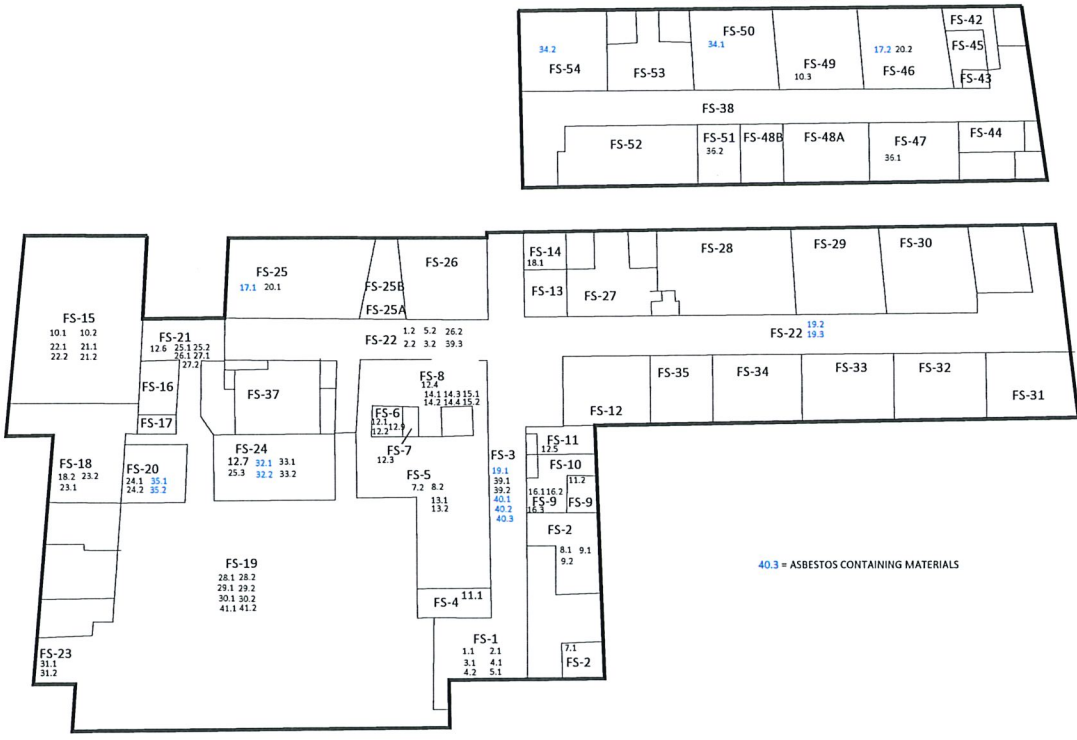 FS-42
FS-50
34.2
34.1
17.2 20.2
FS-45
FS-54
FS-53
FS-49
10.3
FS-46
FS-43
FS-38
FS-52
FS-51
36.2
FS-48B
FS-48A
FS-47
36.1
FS-44
FS-15
10.1 10.2
22.1 21.1
22.2 21.2
FS-25
17.1 20.1
FS-25B
FS-25A
FS-26
FS-14
18.1
FS-13
FS-27
FS-28
FS-29
FS-30
FS-21
12.6 25.1 25.2
26.1 27.1
27.2
FS-22
1.2 5.2 26.2
2.2 3.2 39.3
FS-22
19.2
19.3
FS-16
FS-17
FS-37
FS-8
12.4
14.1 14.3 15.1
14.2 14.4 15.2
FS-6
12.1
12.2
12.9
FS-7
12.3
FS-35
FS-34
FS-33
FS-32
FS-31
FS-12
FS-18
18.2 23.2
23.1
FS-20
24.1 35.1
24.2 35.2
FS-24
12.7 32.1 33.1
25.3 32.2 33.2
FS-5
7.2 8.2
13.1
13.2
FS-3
19.1
39.1
39.2
40.1
40.2
40.3
FS-11
12.5
FS-10
11.2
16.1 16.2
FS-9
16.3
FS-9
FS-2
8.1 9.1
9.2
40.3 = ASBESTOS CONTAINING MATERIALS
FS-19
28.1 28.2
29.1 29.2
30.1 30.2
41.1 41.2
FS-4
11.1
FS-1
1.1 2.1
3.1 4.1
4.2 5.1
7.1
FS-2
FS-23
31.1
31.2